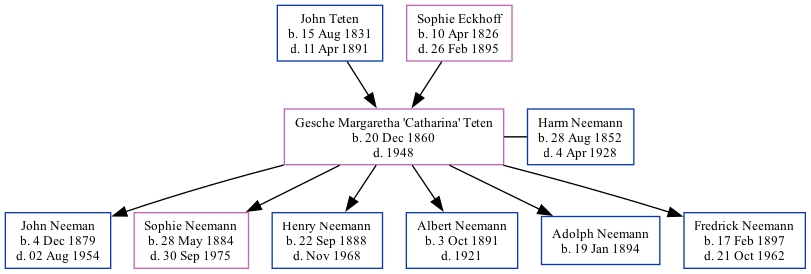 John Teten
b. 15 Aug 1831
d. 11 Apr 1891
Sophie Eckhoff
b. 10 Apr 1826
d. 26 Feb 1895
Gesche Margaretha 'Catharina' Teten
b. 20 Dec 1860
d. 1948
Harm Neemann
b. 28 Aug 1852
d. 4 Apr 1928
John Neeman
b. 4 Dec 1879
d. 02 Aug 1954
Sophie Neemann
b. 28 May 1884
d. 30 Sep 1975
Henry Neemann
b. 22 Sep 1888
d. Nov 1968
Albert Neemann
b. 3 Oct 1891
d. 1921
Adolph Neemann
b. 19 Jan 1894
Fredrick Neemann
b. 17 Feb 1897
d. 21 Oct 1962